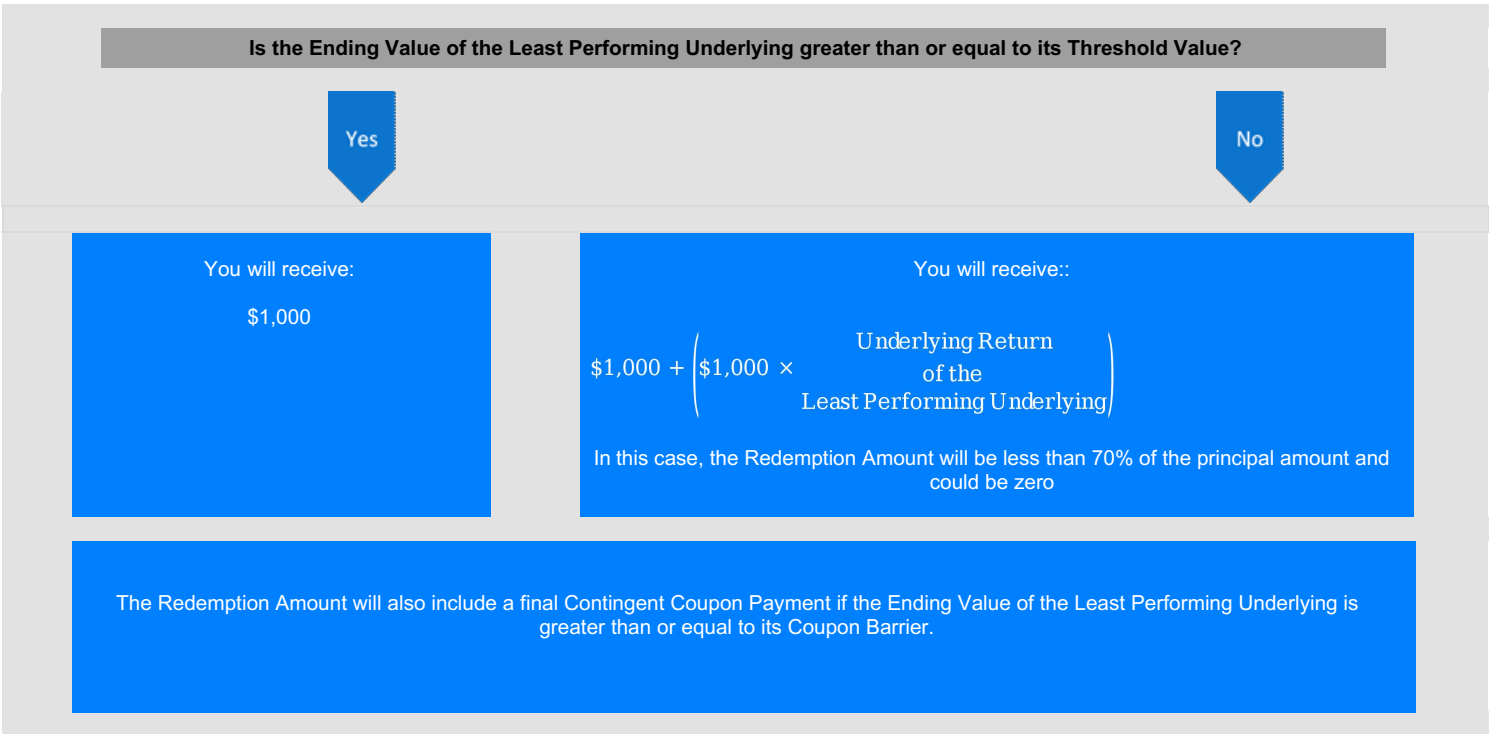 Is the Ending Value of the Least Performing Underlying greater than or equal to its Threshold Value?
Yes
No
You will receive:
$1,000
You will receive::
$1,000 + ($1,000 × Underlying Return
of the
Least Performing Underlying)
In this case, the Redemption Amount will be less than 70% of the principal amount and
could be zero
The Redemption Amount will also include a final Contingent Coupon Payment if the Ending Value of the Least Performing Underlying is
greater than or equal to its Coupon Barrier.